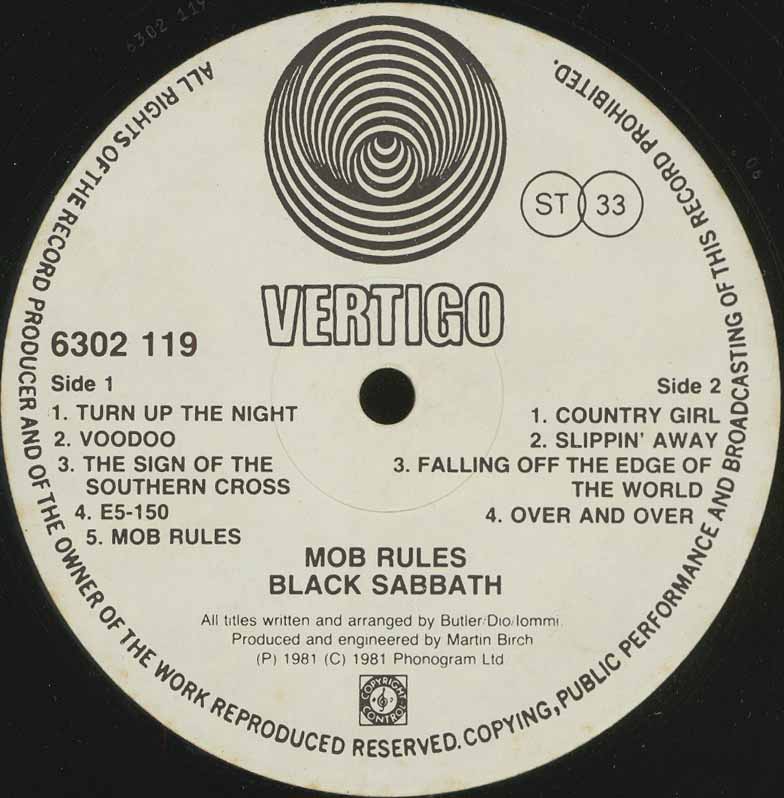 6302 119
ALL RIGHTS OF THE RECORD PRODUCER AND OF THE OWNER OF THE WORK REPRODUCED RESERVED. COPYING, PUBLIC PERFORMANCE AND BROADCASTING OF THIS RECORD PROHIBITED.
ST 33
VERTIGO
6302 119
Side 1
1. TURN UP THE NIGHT
2. VOODOO
3. THE SIGN OF THE
SOUTHERN CROSS
4. E5-150
5. MOB RULES
Side 2
1. COUNTRY GIRL
2. SLIPPIN' AWAY
3. FALLING OFF THE EDGE OF
THE WORLD
4. OVER AND OVER
MOB RULES
BLACK SABBATH
All titles written and arranged by Butler/Dio/Iommi.
Produced and engineered by Martin Birch
(P) 1981 (C) 1981 Phonogram Ltd
COPYRIGHT
CONTROL